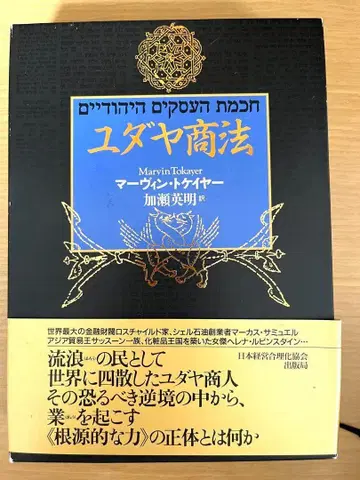 חכמת העסקים היהודיים
ユダヤ商法
Marvin Tokayer
マーヴィン・トケイヤー
加瀬英明 訳
世界最大の金融財閥ロスチャイルド家、シェル石油創業者マーカス・サミュエル
アジア貿易王サッスーン一族、化粧品王国を築いた女傑ヘレナ・ルビンスタイン…
流浪の民として
世界に四散したユダヤ商人
その恐るべき逆境の中から、
業を起こす
《根源的な力》の正体とは何か
日本経営合理化協会
出版局